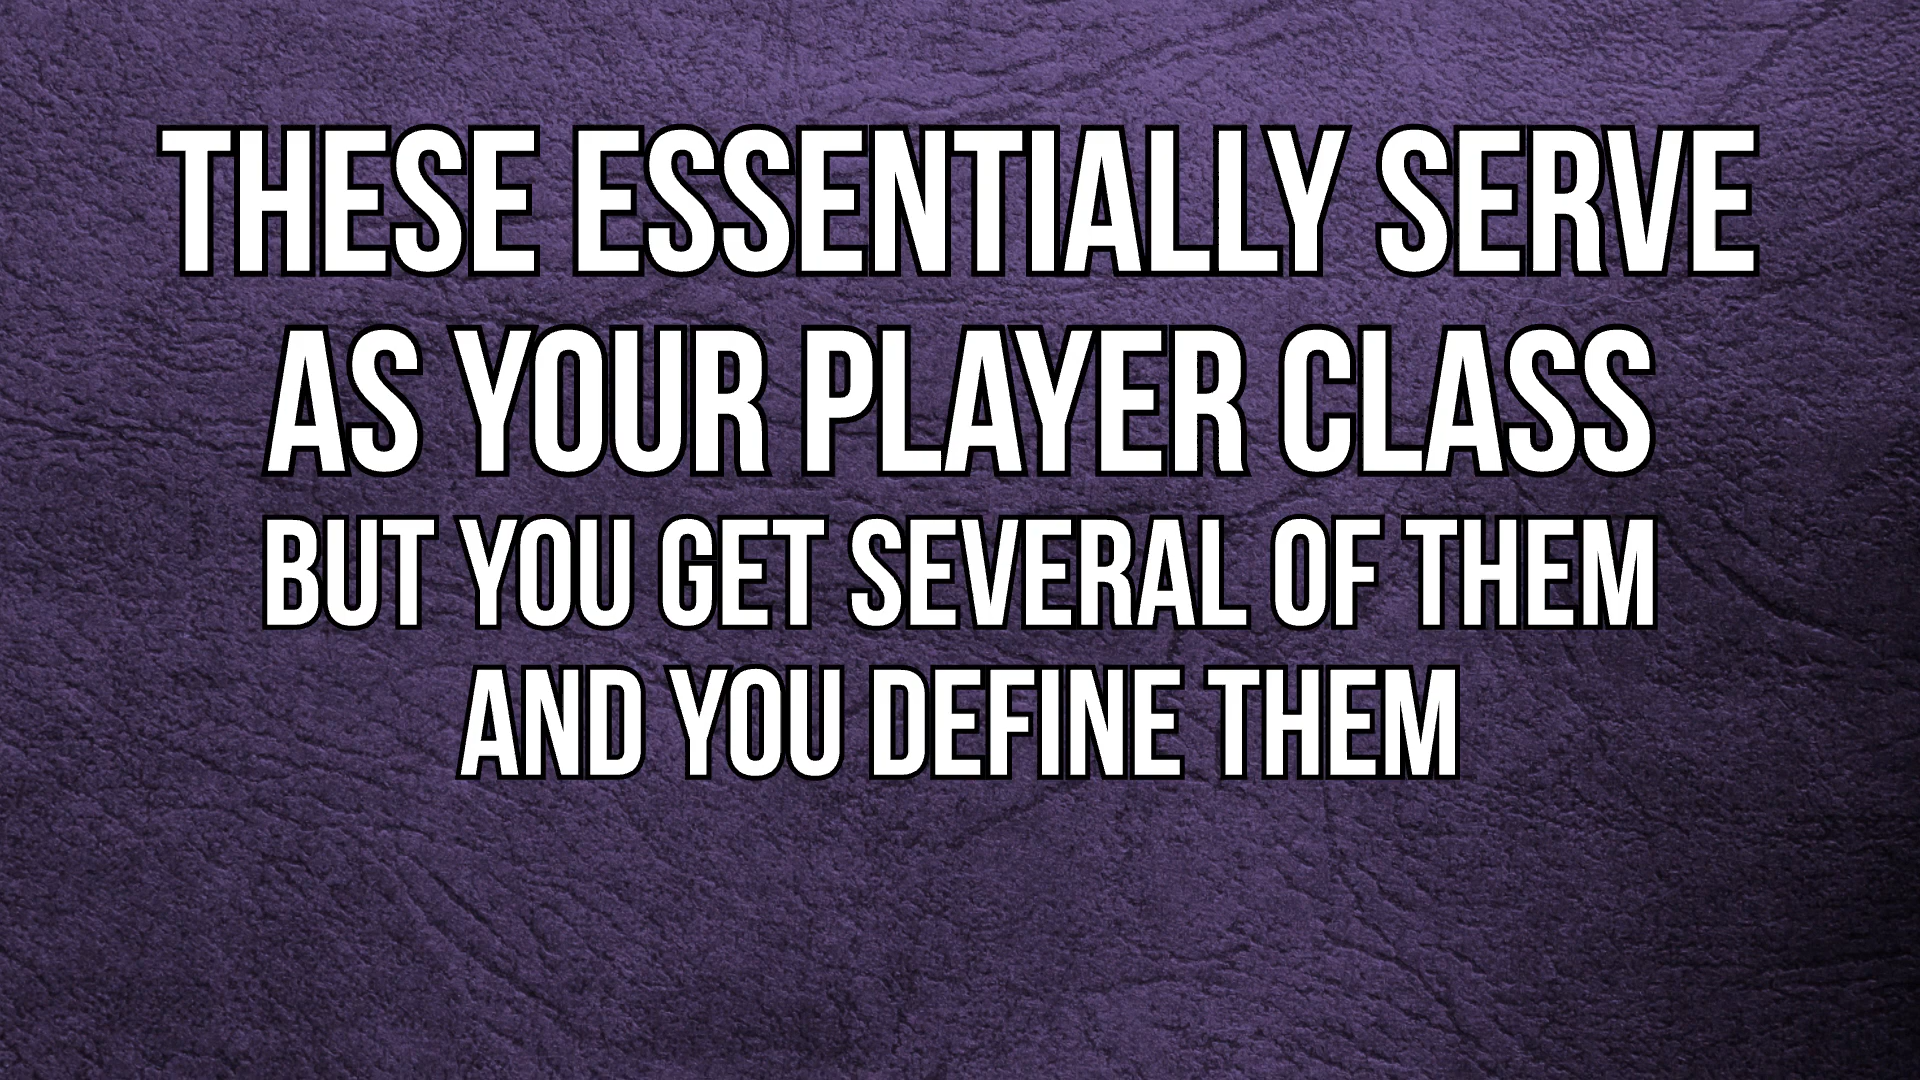 THESE ESSENTIALLY SERVE
AS YOUR PLAYER CLASS
BUT YOU GET SEVERAL OF THEM
AND YOU DEFINE THEM